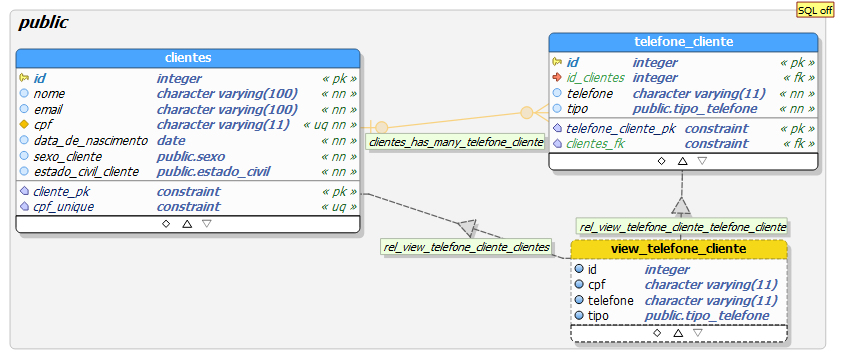 public
SQL off
clientes
id integer « pk »
nome character varying(100) « nn »
email character varying(100) « nn »
cpf character varying(11) « uq nn »
data_de_nascimento date « nn »
sexo_cliente public.sexo « nn »
estado_civil_cliente public.estado_civil « nn »
cliente_pk constraint « pk »
cpf_unique constraint « uq »
clientes_has_many_telefone_cliente
telefone_cliente
id integer « pk »
id_clientes integer « fk »
telefone character varying(11) « nn »
tipo public.tipo_telefone « nn »
telefone_cliente_pk constraint « pk »
clientes_fk constraint « fk »
rel_view_telefone_cliente_clientes
rel_view_telefone_cliente_telefone_cliente
view_telefone_cliente
id integer
cpf character varying(11)
telefone character varying(11)
tipo public.tipo_telefone